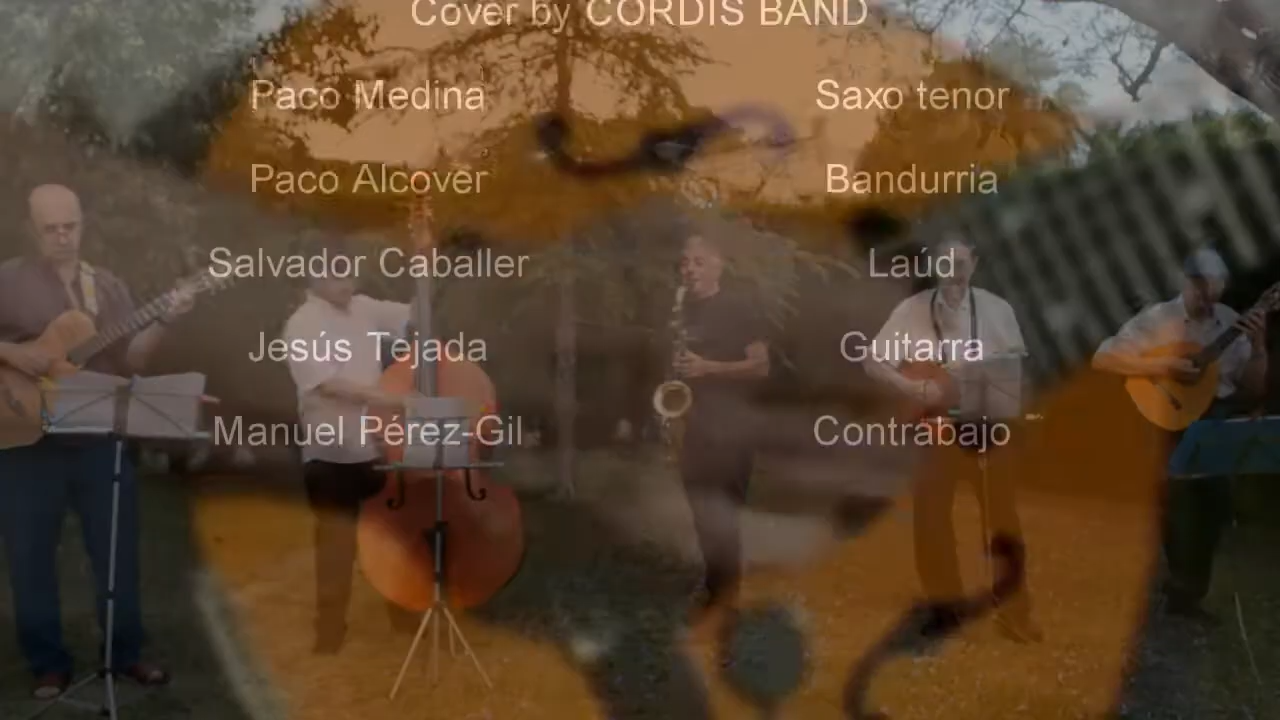 Cover by CORDIS BAND
Paco Medina Saxo tenor
Paco Alcover Bandurria
Salvador Caballer Laúd
Jesús Tejada Guitarra
Manuel Pérez-Gil Contrabajo